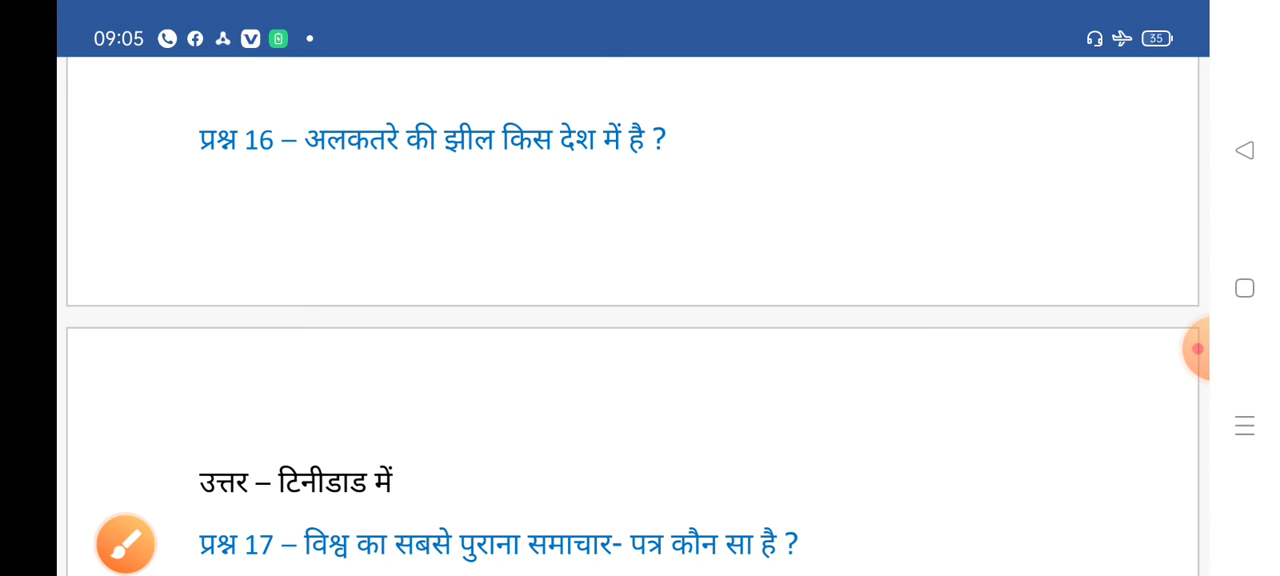 09:05
35
प्रश्न 16 – अलकतरे की झील किस देश में है ?
उत्तर – टिनीडाड में
प्रश्न 17 – विश्व का सबसे पुराना समाचार- पत्र कौन सा है ?